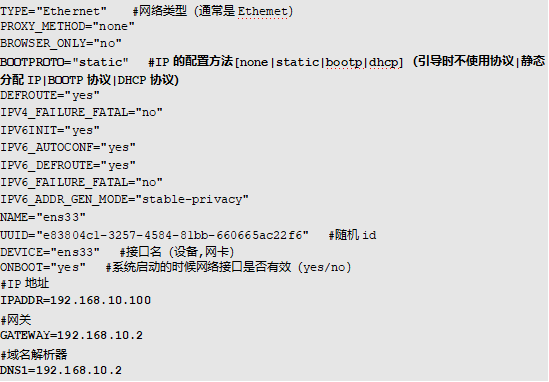 TYPE="Ethernet" #网络类型（通常是 Ethemet）
PROXY_METHOD="none"
BROWSER_ONLY="no"
BOOTPROTO="static" #IP 的配置方法[none|static|bootp|dhcp]（引导时不使用协议|静态
分配 IP|BOOTP 协议|DHCP 协议）
DEFROUTE="yes"
IPV4_FAILURE_FATAL="no"
IPV6INIT="yes"
IPV6_AUTOCONF="yes"
IPV6_DEFROUTE="yes"
IPV6_FAILURE_FATAL="no"
IPV6_ADDR_GEN_MODE="stable-privacy"
NAME="ens33"
UUID="e83804c1-3257-4584-81bb-660665ac22f6" #随机 id
DEVICE="ens33" #接口名（设备,网卡）
ONBOOT="yes" #系统启动的时候网络接口是否有效（yes/no）
#IP 地址
IPADDR=192.168.10.100
#网关
GATEWAY=192.168.10.2
#域名解析器
DNS1=192.168.10.2